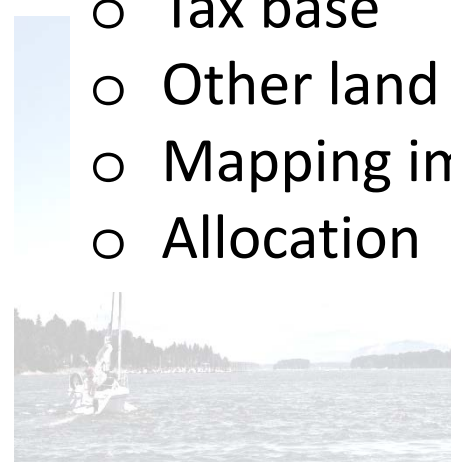 o Tax base
o Other land
o Mapping
o Allocation